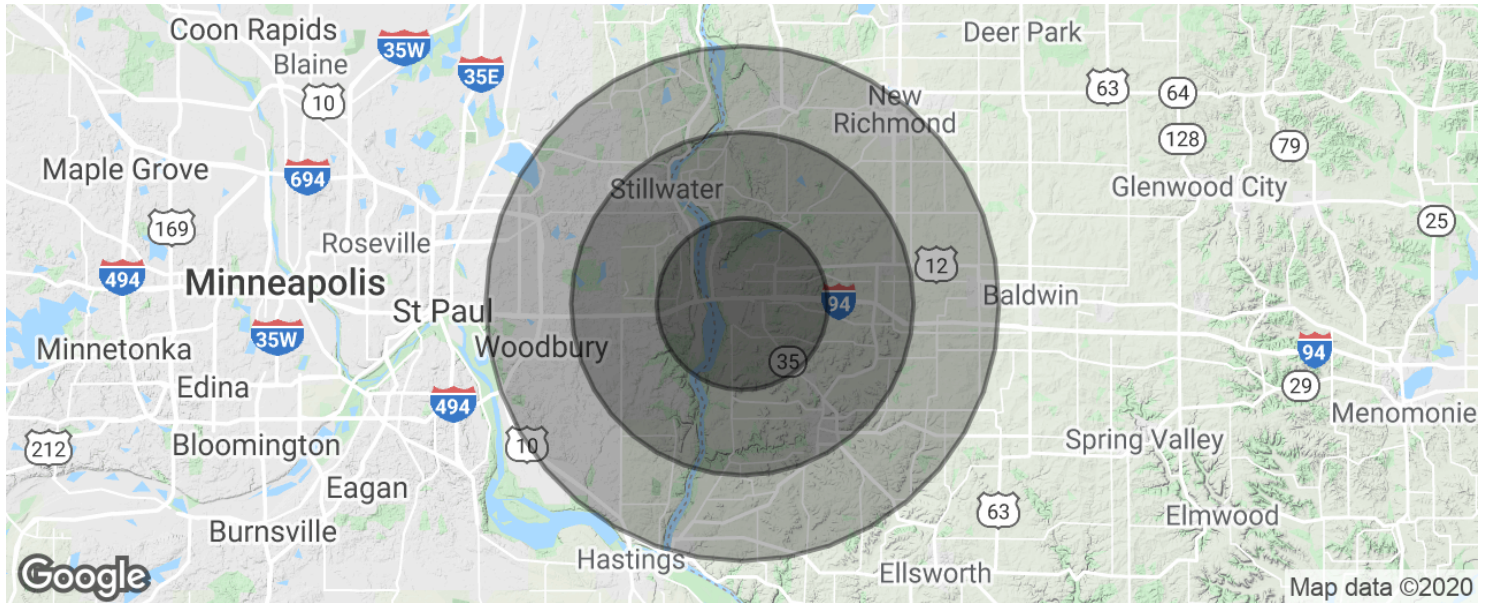 Coon Rapids
35W
Deer Park
Blaine
35E
10
63
64
New
Richmond
128
79
Maple Grove
694
Stillwater
Glenwood City
169
25
Roseville
494
Minneapolis
12
Baldwin
94
St Paul
35W
Minnetonka
Woodbury
35
94
Edina
29
494
Menomonie
212
Bloomington
10
Spring Valley
Eagan
63
Elmwood
Burnsville
Hastings
Ellsworth
Google
Map data ©2020